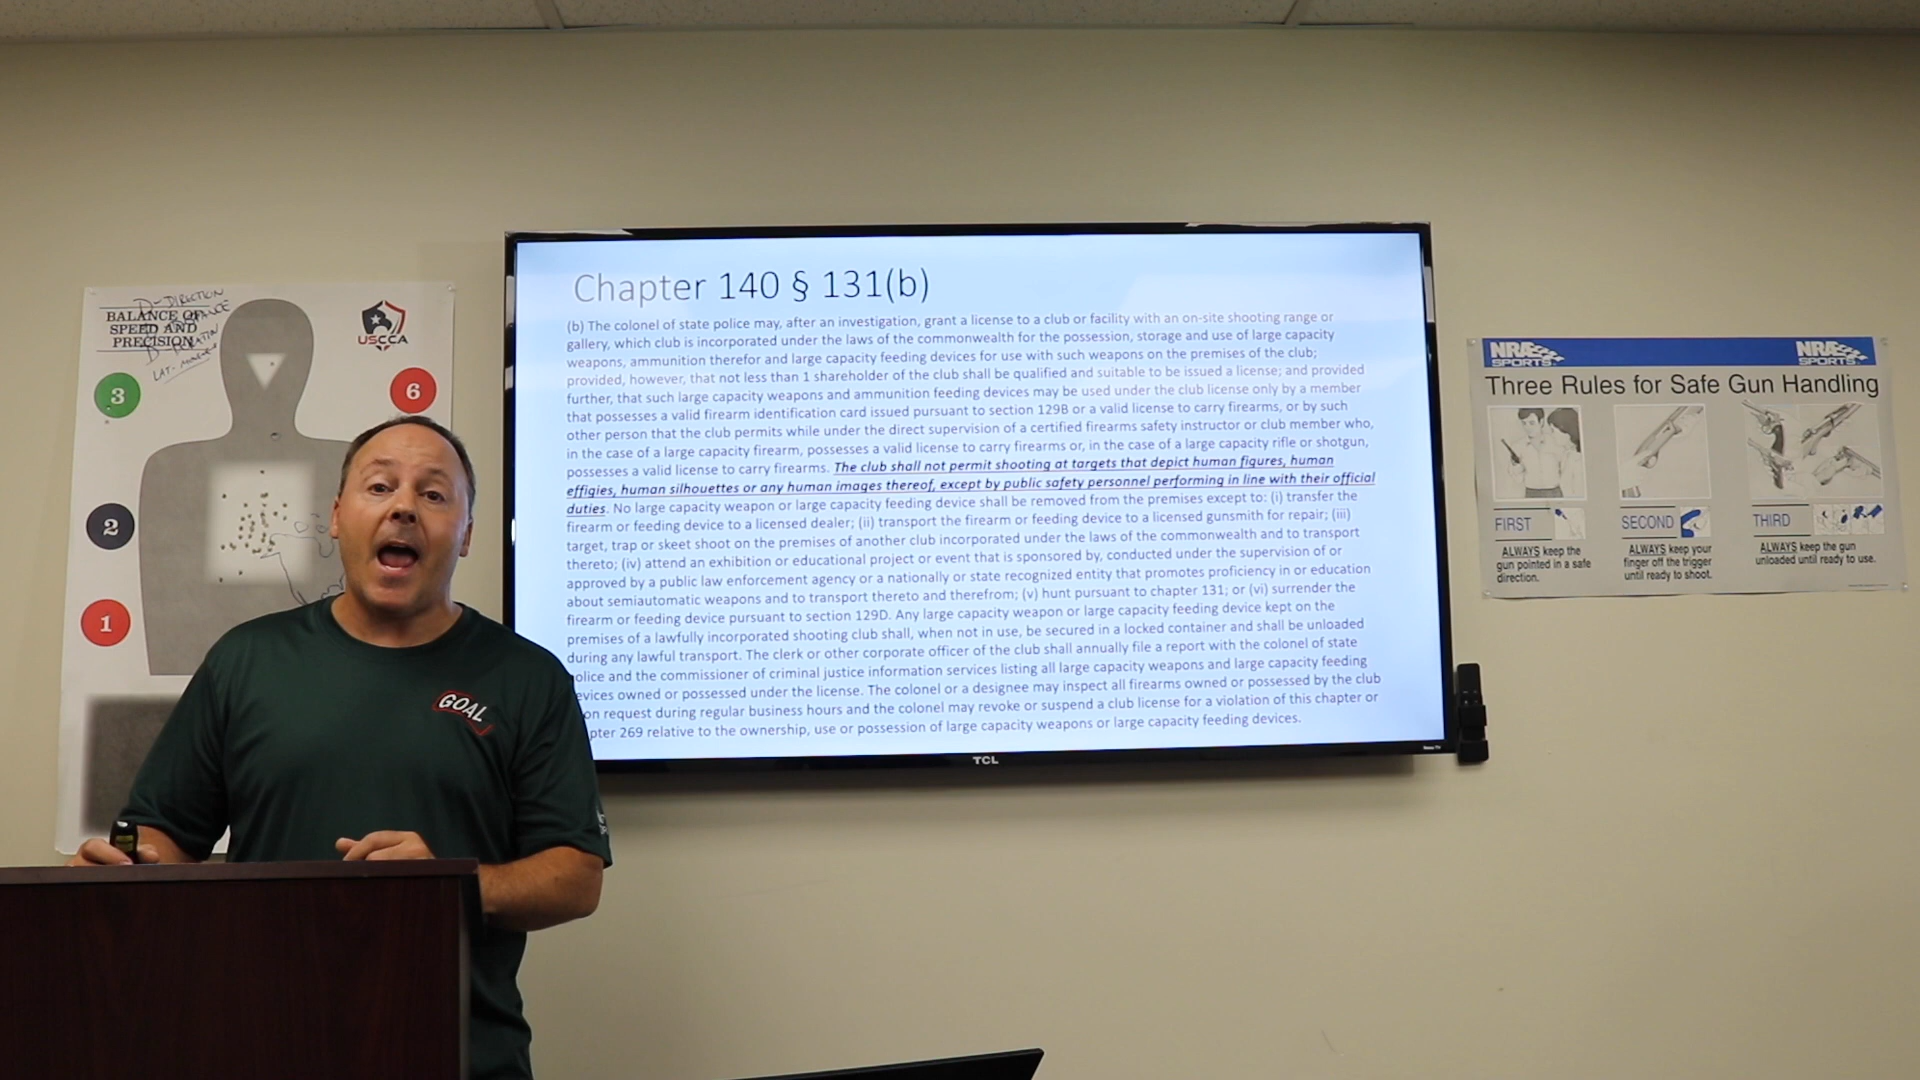 D-DIRECTION
BALANCE OF
SPEED AND
PRECISION
LAT-
USCCA
3
6
2
1
GOAL
Chapter 140 § 131(b)
(b) The colonel of state police may, after an investigation, grant a license to a club or facility with an on-site shooting range or
gallery, which club is incorporated under the laws of the commonwealth for the possession, storage and use of large capacity
weapons, ammunition therefor and large capacity feeding devices for use with such weapons on the premises of the club;
provided, however, that not less than 1 shareholder of the club shall be qualified and suitable to be issued a license; and provided
further, that such large capacity weapons and ammunition feeding devices may be used under the club license only by a member
that possesses a valid firearm identification card issued pursuant to section 129B or a valid license to carry firearms, or by such
other person that the club permits while under the direct supervision of a certified firearms safety instructor or club member who,
in the case of a large capacity firearm, possesses a valid license to carry firearms or, in the case of a large capacity rifle or shotgun,
possesses a valid license to carry firearms. The club shall not permit shooting at targets that depict human figures, human
effigies, human silhouettes or any human images thereof, except by public safety personnel performing in line with their official
duties. No large capacity weapon or large capacity feeding device shall be removed from the premises except to: (i) transfer the
firearm or feeding device to a licensed dealer; (ii) transport the firearm or feeding device to a licensed gunsmith for repair; (iii)
target, trap or skeet shoot on the premises of another club incorporated under the laws of the commonwealth and to transport
thereto; (iv) attend an exhibition or educational project or event that is sponsored by, conducted under the supervision of or
approved by a public law enforcement agency or a nationally or state recognized entity that promotes proficiency in or education
about semiautomatic weapons and to transport thereto and therefrom; (v) hunt pursuant to chapter 131; or (vi) surrender the
firearm or feeding device pursuant to section 129D. Any large capacity weapon or large capacity feeding device kept on the
premises of a lawfully incorporated shooting club shall, when not in use, be secured in a locked container and shall be unloaded
during any lawful transport. The clerk or other corporate officer of the club shall annually file a report with the colonel of state
olice and the commissioner of criminal justice information services listing all large capacity weapons and large capacity feeding
evices owned or possessed under the license. The colonel or a designee may inspect all firearms owned or possessed by the club
on request during regular business hours and the colonel may revoke or suspend a club license for a violation of this chapter or
pter 269 relative to the ownership, use or possession of large capacity weapons or large capacity feeding devices.
TCL
Roku TV
NRA SPORTS
NRA SPORTS
Three Rules for Safe Gun Handling
FIRST
ALWAYS keep the
gun pointed in a safe
direction.
SECOND
ALWAYS keep your
finger off the trigger
until ready to shoot.
THIRD
ALWAYS keep the gun
unloaded until ready to use.